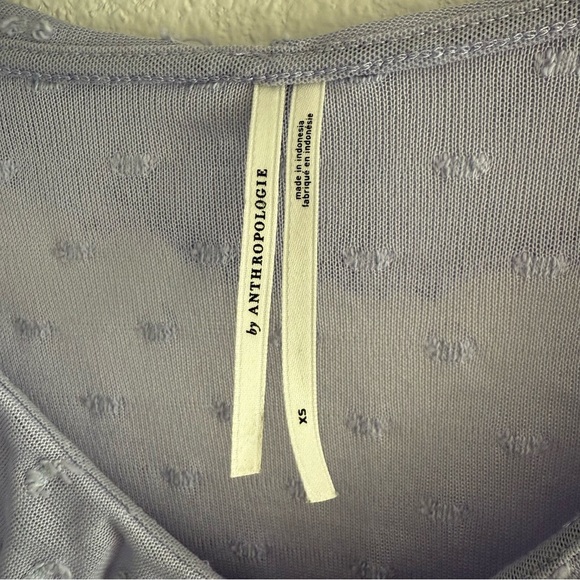 by ANTHROPOLOGIE
made in indonesia
fabriqué en indonésie
XS